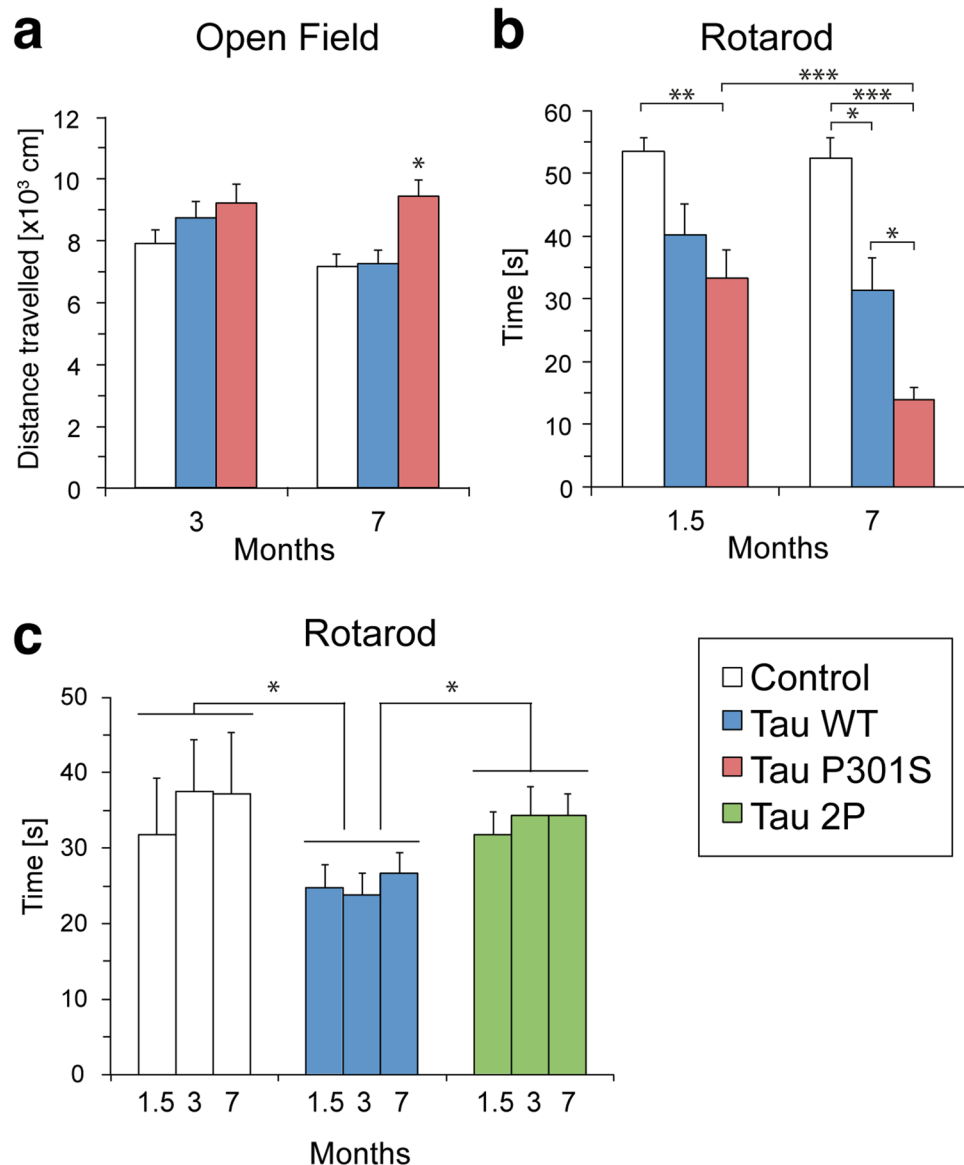 a
Open Field
Distance travelled [x10³ cm]
12
10
8
6
4
2
0
*
3
7
Months
b
Rotarod
Time [s]
60
50
40
30
20
10
0
***
** ***
*
*
1.5
7
Months
c
Rotarod
Time [s]
50
40
30
20
10
0
* *
1.5 3 7 1.5 3 7 1.5 3 7
Months
Control
Tau WT
Tau P301S
Tau 2P